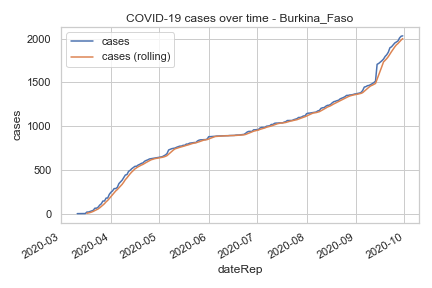 COVID-19 cases over time - Burkina_Faso
cases
cases (rolling)
2000
1500
1000
500
0
cases
2020-03
2020-04
2020-05
2020-06
2020-07
2020-08
2020-09
2020-10
dateRep